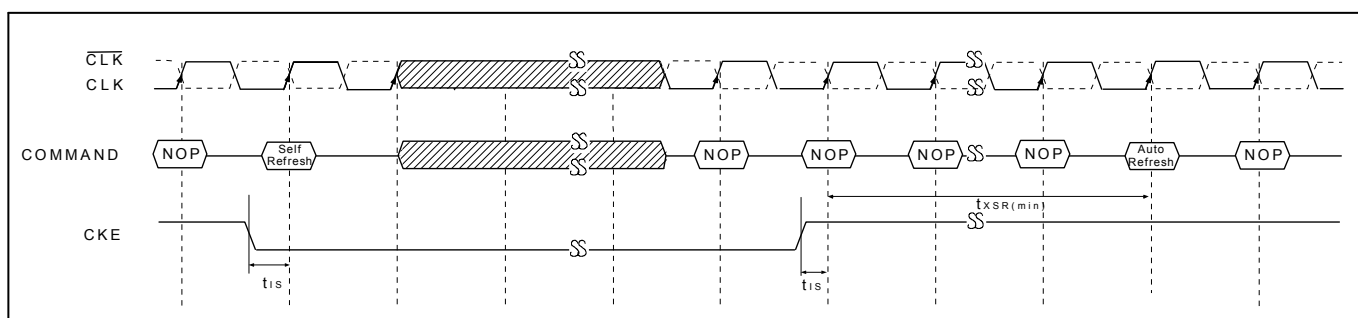 CLK
CLK
COMMAND
NOP
Self Refresh
NOP
NOP
NOP
NOP
Auto Refresh
NOP
tXSR(min)
CKE
tIS
tIS